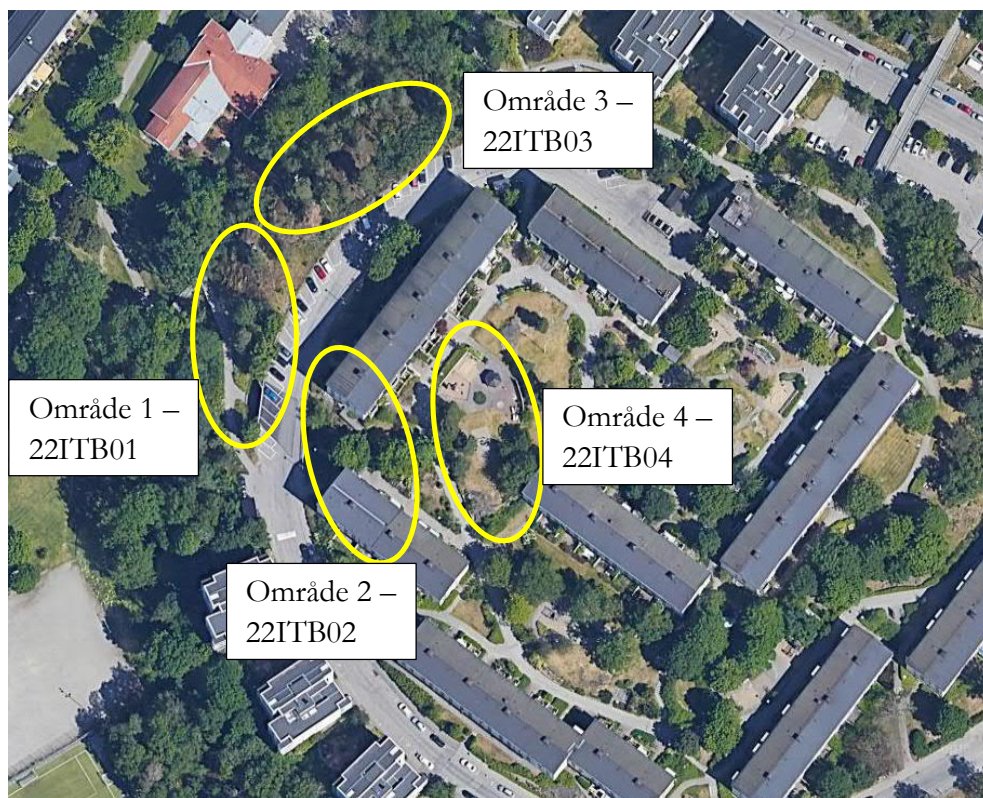 Område 3 –
22ITB03
Område 1 –
22ITB01
Område 4 –
22ITB04
Område 2 –
22ITB02